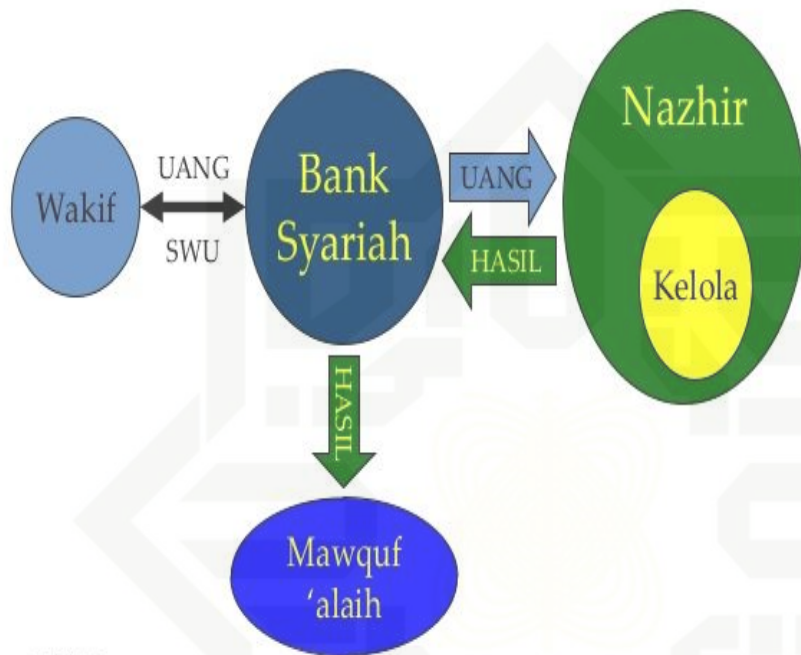 Nazhir
UANG
Wakif
SWU
Bank
Syariah
UANG
HASIL
Kelola
HASIL
Mawquf
‘alaih